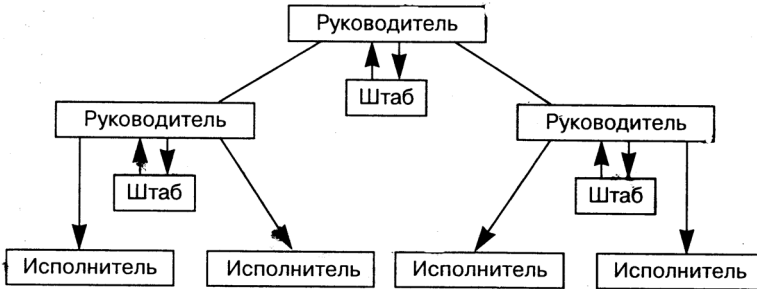 Руководитель
Штаб
Руководитель
Руководитель
Штаб
Штаб
Исполнитель
Исполнитель
Исполнитель
Исполнитель